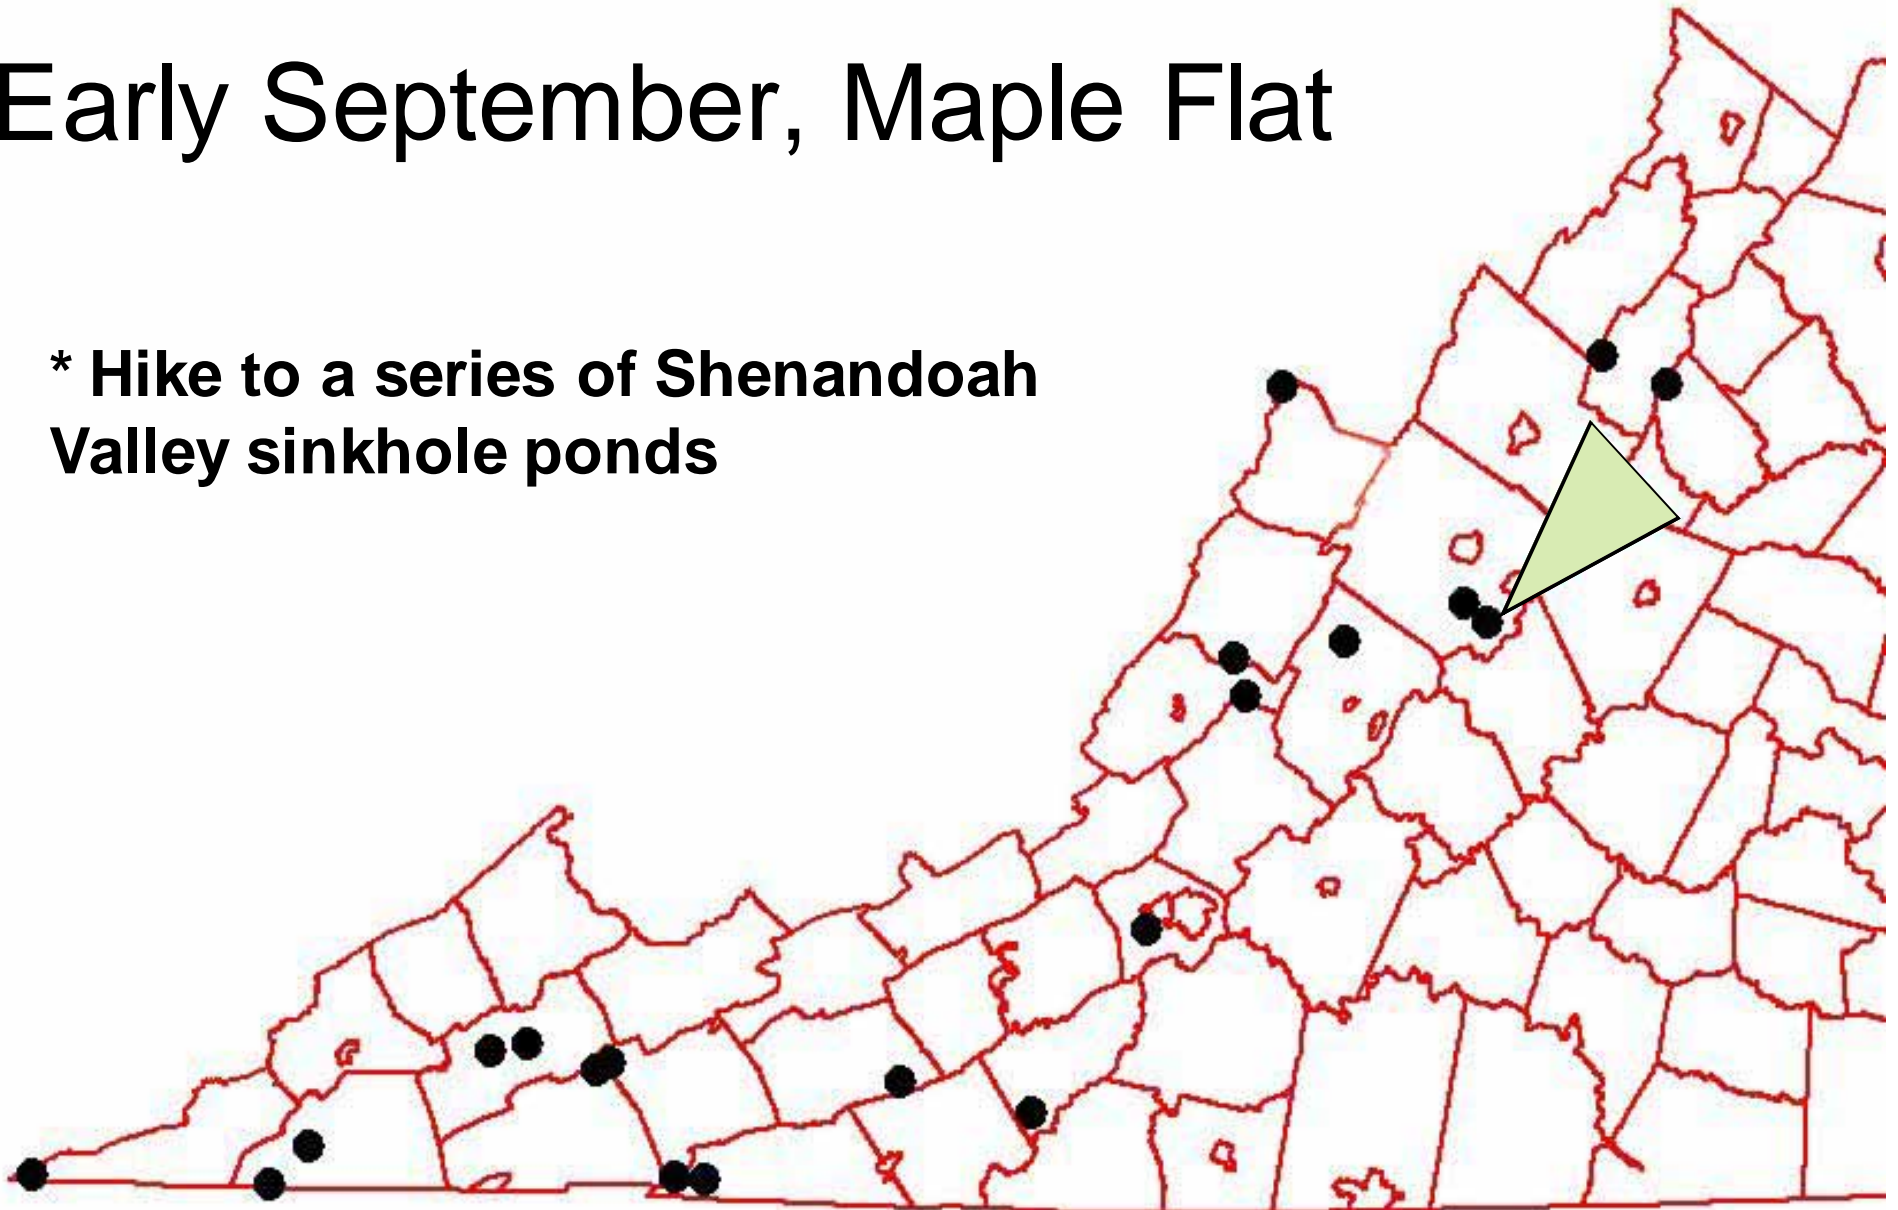 Early September, Maple Flat
* Hike to a series of Shenandoah
Valley sinkhole ponds